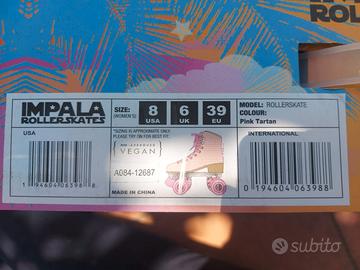 IMPALA
ROLLERSKATES
SIZE:
(WOMEN'S)
8
USA
6
UK
39
EU
MODEL: ROLLERSKATE
COLOUR:
Pink Tartan
*SIZING IS APPROXIMATE ONLY
PLEASE TRY ON FOR BEST FIT.
USA
APPROVED
VEGAN
INTERNATIONAL
A084-12687
MADE IN CHINA
1 94604 06398 8
0 194604 063988
subito